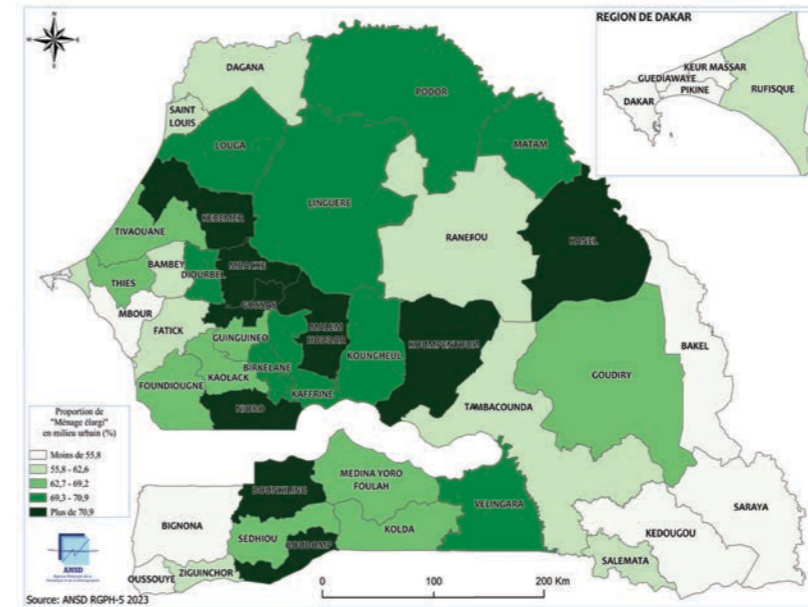 REGION DE DAKAR
KEUR MASSAR
GUEDIAWAYE
RUFISQUE
PIKINE
DAKAR
N
DAGANA
PODOR
SAINT
LOUIS
LOUGA
MATAM
LINGUERE
KEBEMER
TIVAOUANE
RANEROU
KANEL
BAMBEY
MBACKE
DIOURBEL
THIES
GOSSAS
MBOUR
MALEM
HODDAR
FATICK
GUINGUINEO
KOUNGHEUL
KOUMPENTOUM
BAKEL
BIRKELANE
GOUDIRY
KAOLACK
FOUNDIOUGNE
KAFFRINE
NIORO
TAMBACOUNDA
Proportion de
"Ménage élargi"
en milieu urbain (%)
Moins de 55,8
55,8 - 62,6
62,7 - 69,2
69,3 - 70,9
Plus de 70,9
MEDINA YORO
FOULAH
BOUNKILING
VELINGARA
SARAYA
BIGNONA
SEDHIOU
KOLDA
KEDOUGOU
GOUDOMP
SALEMATA
OUSSOUYE
ZIGUINCHOR
ANSD
0 100 200 Km
Source: ANSD RGPH-5 2023